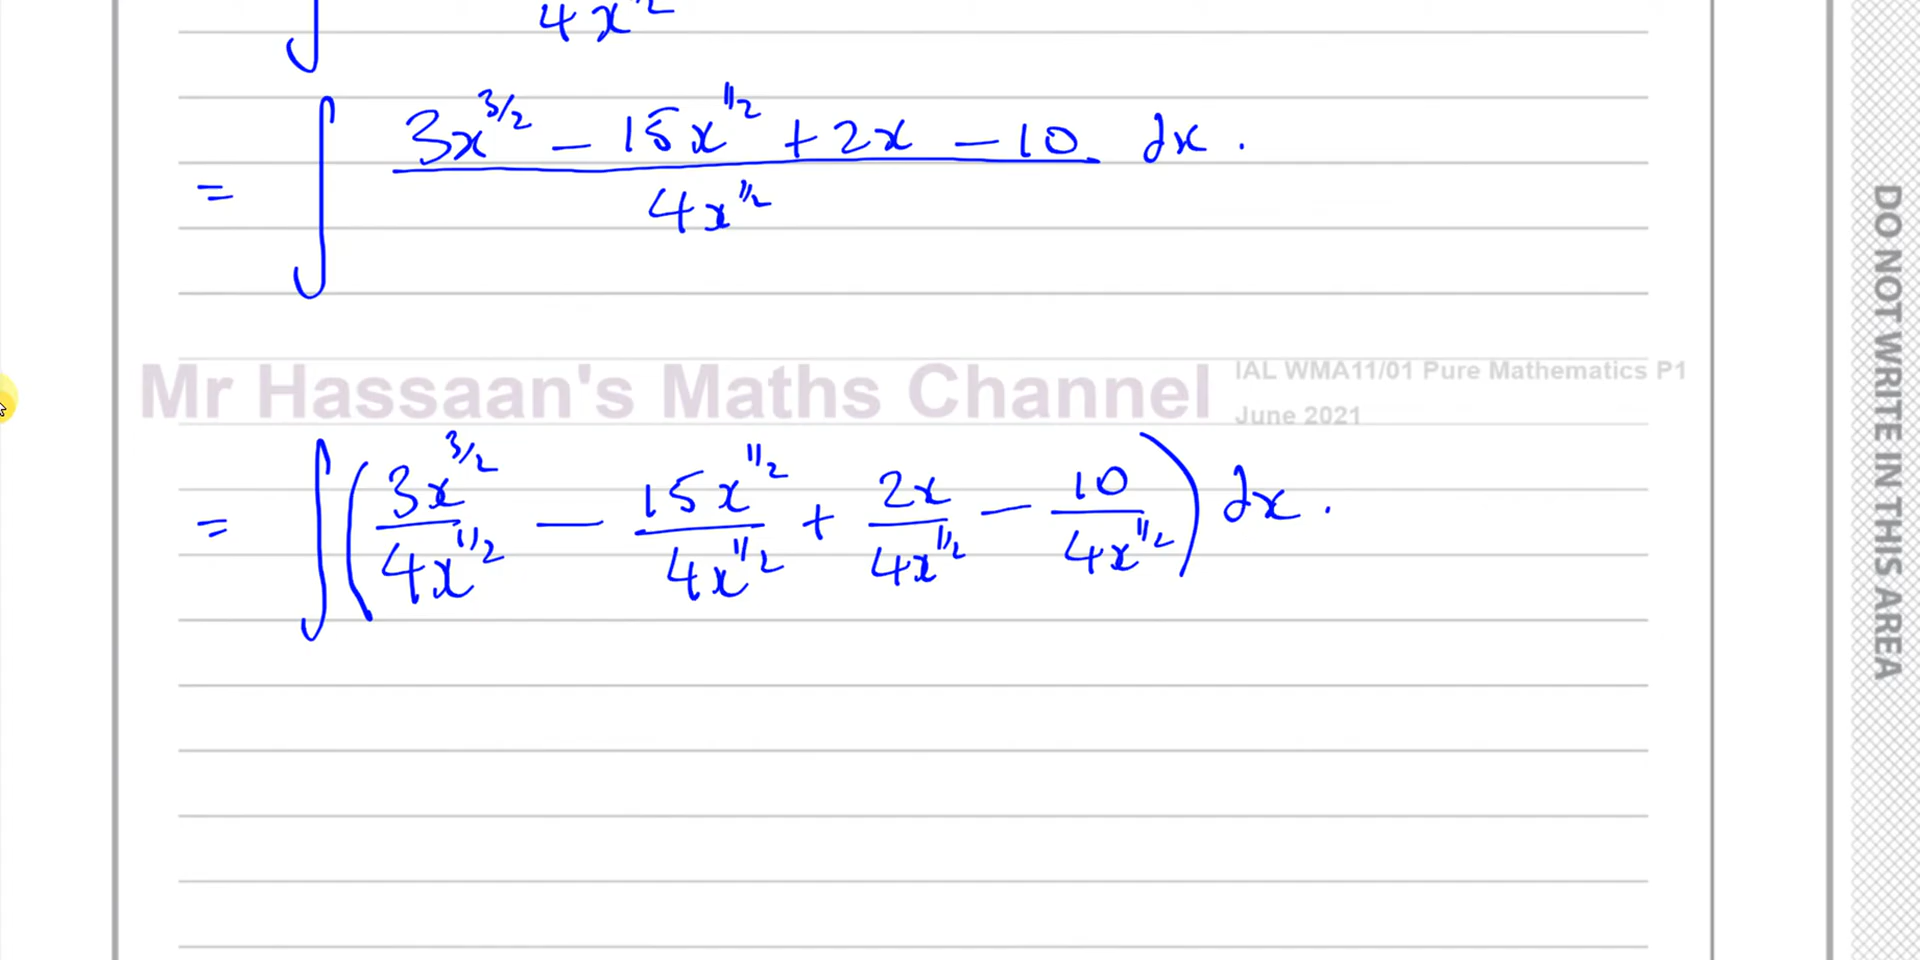 ∫ 4x^2
= ∫ (3x^{3/2} - 15x^{1/2} + 2x - 10) / (4x^{1/2}) dx.
Mr Hassaan's Maths Channel
IAL WMA11/01 Pure Mathematics P1
June 2021
= ∫ ( 3x^{3/2} / 4x^{1/2} - 15x^{1/2} / 4x^{1/2} + 2x / 4x^{1/2} - 10 / 4x^{1/2} ) dx.
DO NOT WRITE IN THIS AREA